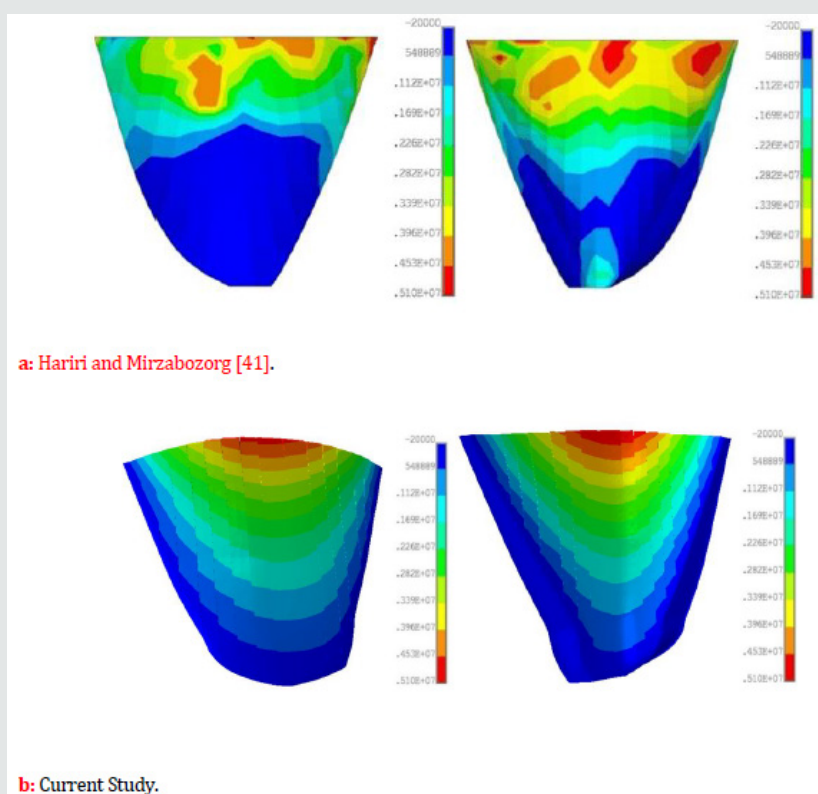 -20000
548889
.112E+07
.169E+07
.226E+07
.282E+07
.339E+07
.396E+07
.453E+07
.510E+07
-20000
548889
.112E+07
.169E+07
.226E+07
.282E+07
.339E+07
.396E+07
.453E+07
.510E+07
a: Hariri and Mirzabozorg [41].
-20000
548889
.112E+07
.169E+07
.226E+07
.282E+07
.339E+07
.396E+07
.453E+07
.510E+07
-20000
548889
.112E+07
.169E+07
.226E+07
.282E+07
.339E+07
.396E+07
.453E+07
.510E+07
b: Current Study.